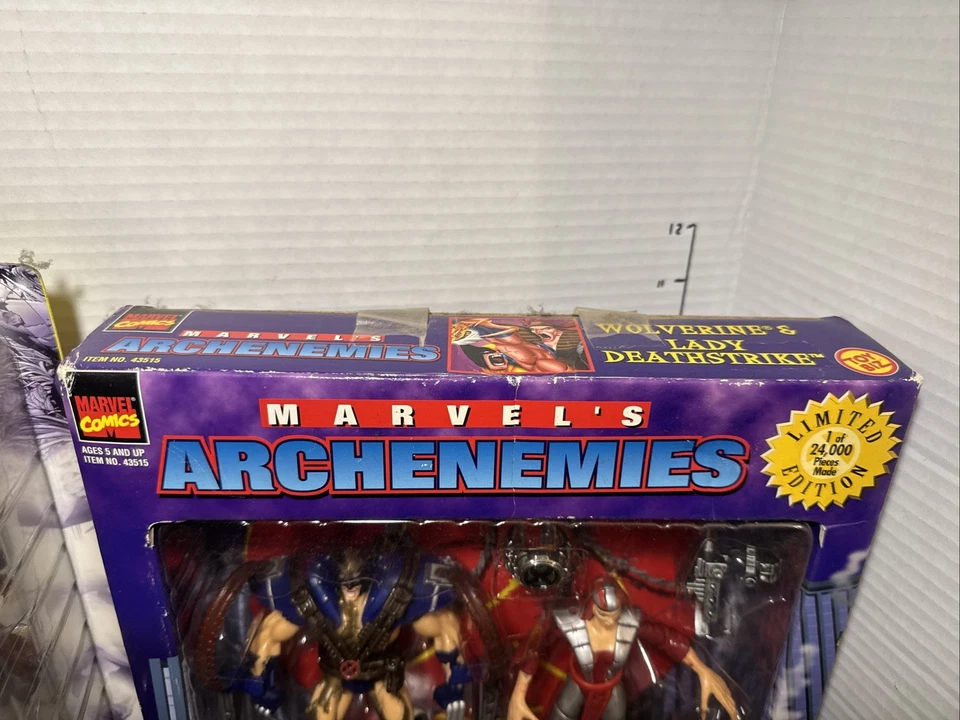 12
MARVEL
COMICS
MARVEL'S
ARCHENEMIES
ITEM NO. 43515
WOLVERINE® &
LADY
DEATHSTRIKE™
TOY
BIZ
MARVEL
COMICS
M
AGES 5 AND UP
ITEM NO. 43515
MARVEL'S
ARCHENEMIES
LIMITED
1 of
24,000
Pieces
Made
EDITION